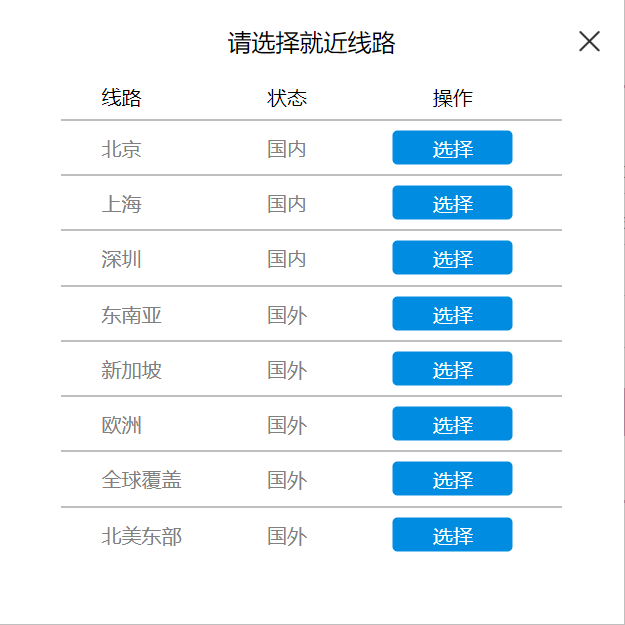 请选择就近线路
线路 状态 操作
北京 国内 选择
上海 国内 选择
深圳 国内 选择
东南亚 国外 选择
新加坡 国外 选择
欧洲 国外 选择
全球覆盖 国外 选择
北美东部 国外 选择